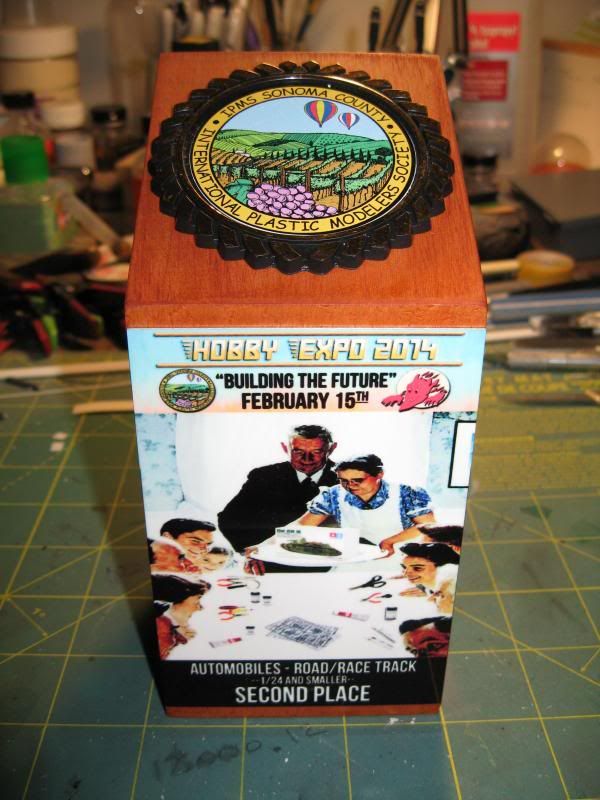 • IPMS SONOMA COUNTY •
INTERNATIONAL PLASTIC MODELERS SOCIETY
HOBBY EXPO 2014
"BUILDING THE FUTURE"
FEBRUARY 15TH
AUTOMOBILES - ROAD/RACE TRACK
--1/24 AND SMALLER--
SECOND PLACE